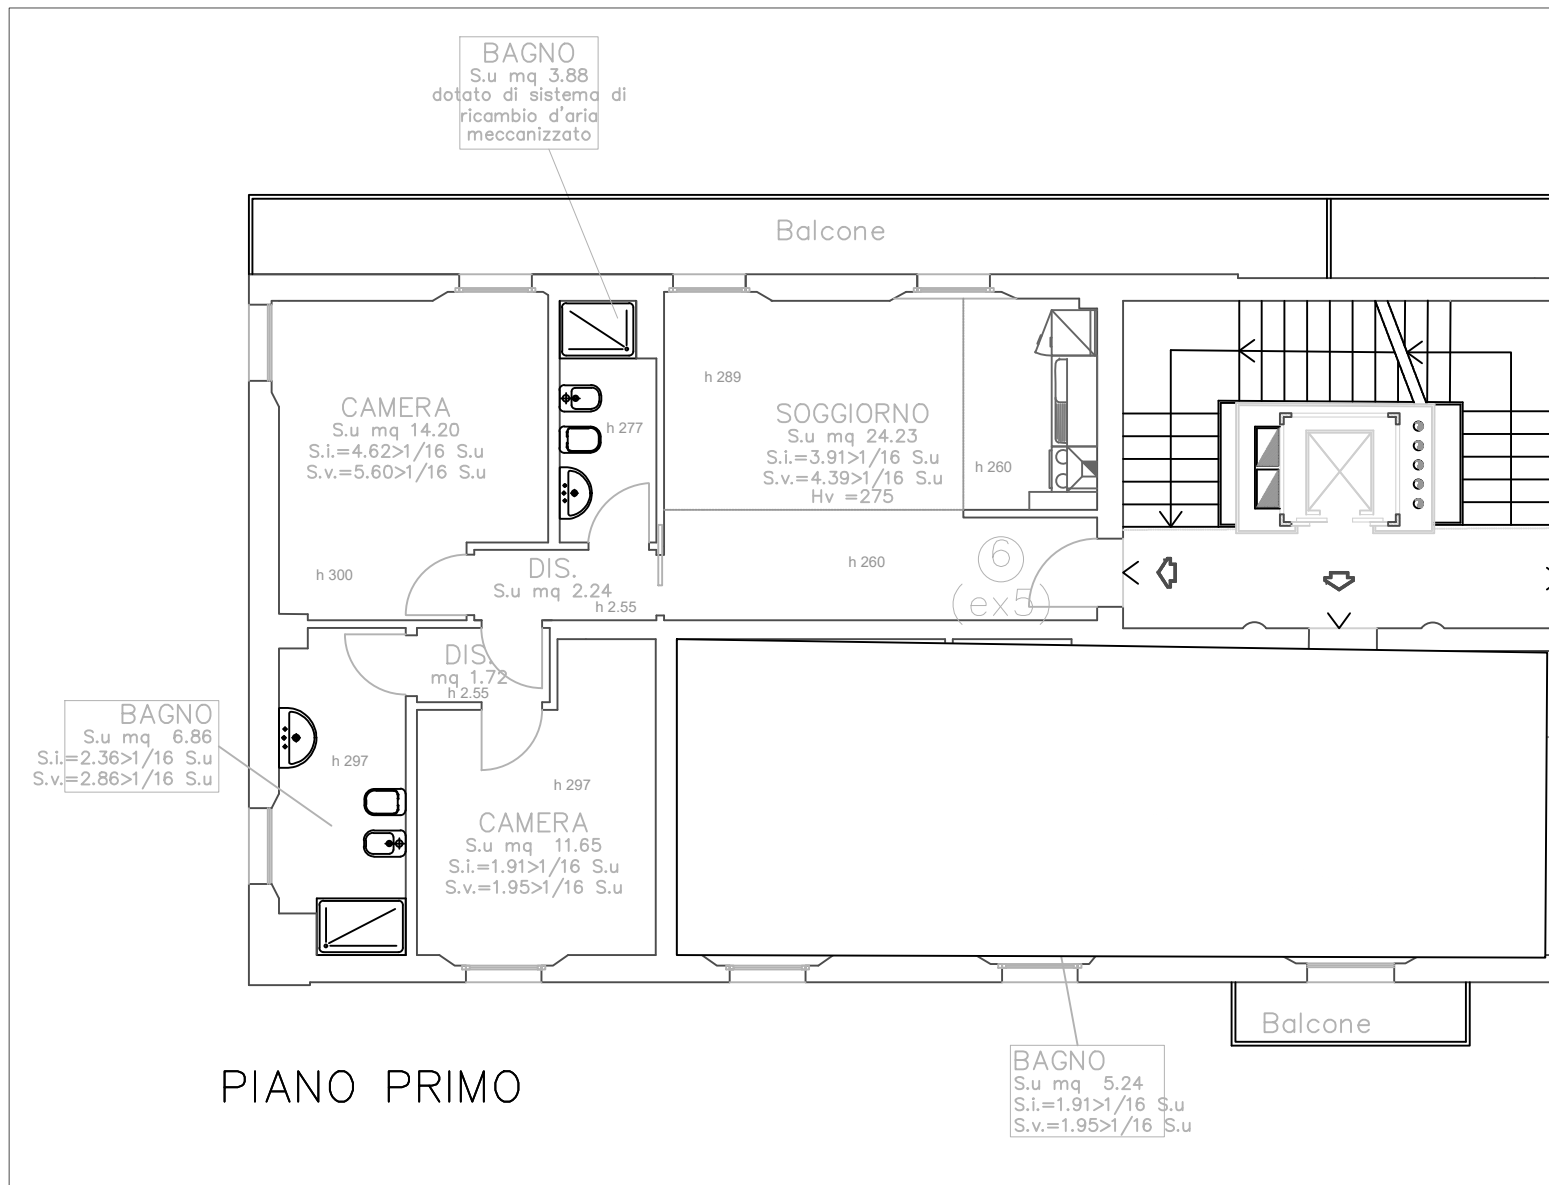 BAGNO
S.u mq 3.88
dotato di sistema di
ricambio d'aria
meccanizzato
Balcone
h 289
CAMERA
S.u mq 14.20
S.i.=4.62>1/16 S.u
S.v.=5.60>1/16 S.u
h 277
SOGGIORNO
S.u mq 24.23
S.i.=3.91>1/16 S.u
S.v.=4.39>1/16 S.u
Hv =275
h 260
h 300
DIS.
S.u mq 2.24
h 2.55
h 260
6
(ex5)
DIS.
mq 1.72
h 2.55
BAGNO
S.u mq 6.86
S.i.=2.36>1/16 S.u
S.v.=2.86>1/16 S.u
h 297
h 297
CAMERA
S.u mq 11.65
S.i.=1.91>1/16 S.u
S.v.=1.95>1/16 S.u
Balcone
BAGNO
S.u mq 5.24
S.i.=1.91>1/16 S.u
S.v.=1.95>1/16 S.u
PIANO PRIMO